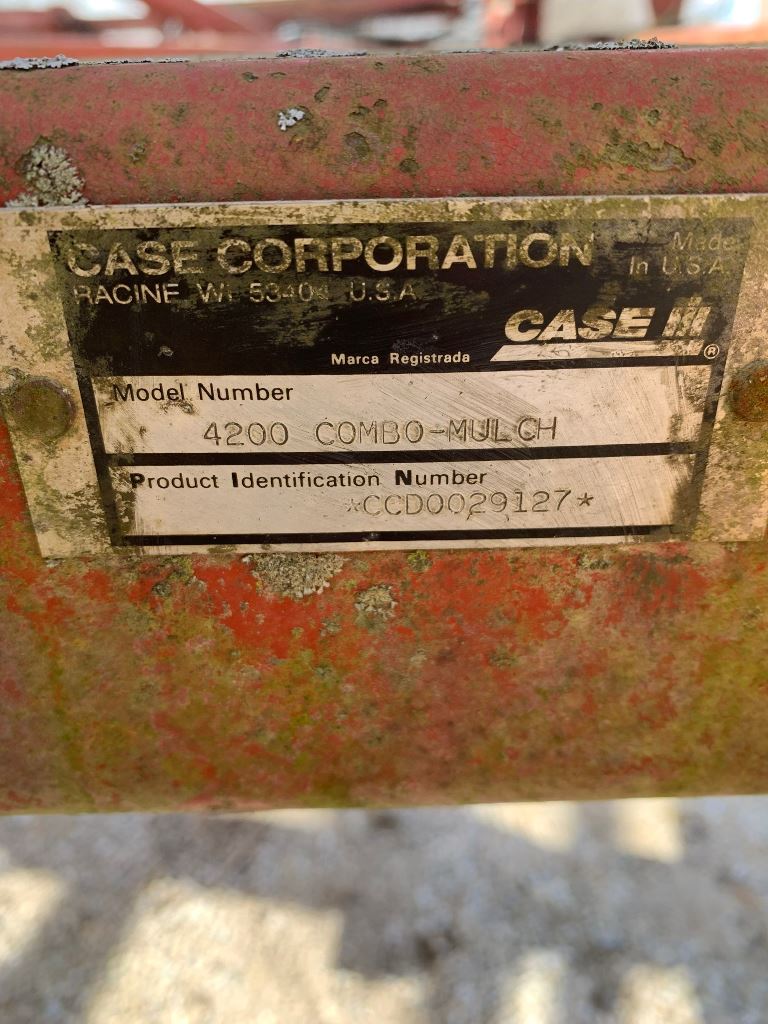 CASE CORPORATION
Made
In U.S.A.
RACINE WI 53404 U.S.A
CASE III
®
Marca Registrada
Model Number
4200 COMBO-MULCH
Product Identification Number
*CCD0029127*